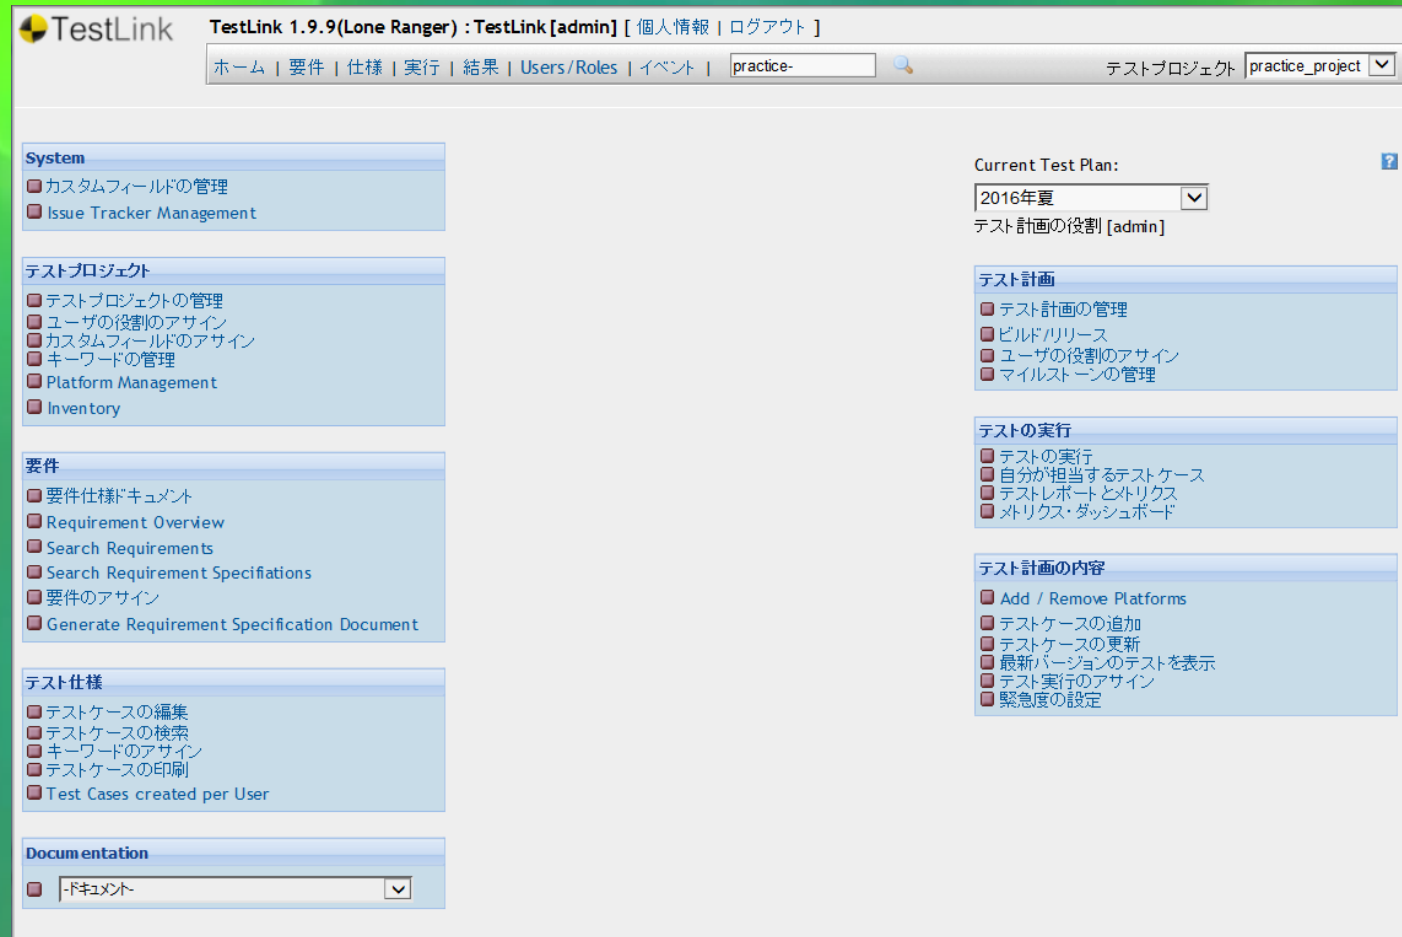 TestLink
TestLink 1.9.9(Lone Ranger) : TestLink [admin] [ 個人情報 | ログアウト ]
ホーム | 要件 | 仕様 | 実行 | 結果 | Users/Roles | イベント | practice-
テストプロジェクト practice_project
System
カスタムフィールドの管理
Issue Tracker Management
テストプロジェクト
テストプロジェクトの管理
ユーザの役割のアサイン
カスタムフィールドのアサイン
キーワードの管理
Platform Management
Inventory
要件
要件仕様ドキュメント
Requirement Overview
Search Requirements
Search Requirement Specifiations
要件のアサイン
Generate Requirement Specification Document
テスト仕様
テストケースの編集
テストケースの検索
キーワードのアサイン
テストケースの印刷
Test Cases created per User
Documentation
-ドキュメント-
Current Test Plan:
?
2016年夏
テスト計画の役割 [admin]
テスト計画
テスト計画の管理
ビルド/リリース
ユーザの役割のアサイン
マイルストーンの管理
テストの実行
テストの実行
自分が担当するテストケース
テストレポートとメトリクス
メトリクス・ダッシュボード
テスト計画の内容
Add / Remove Platforms
テストケースの追加
テストケースの更新
最新バージョンのテストを表示
テスト実行のアサイン
緊急度の設定